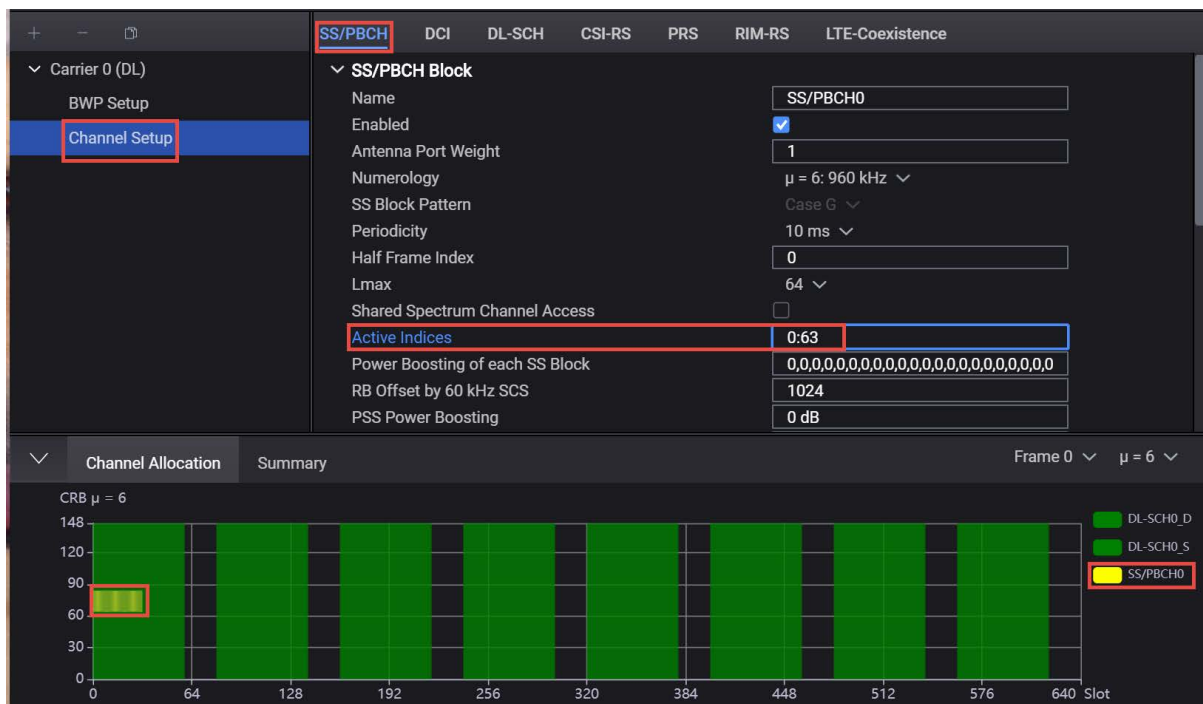 SS/PBCH DCI DL-SCH CSI-RS PRS RIM-RS LTE-Coexistence
Carrier 0 (DL)
BWP Setup
Channel Setup
SS/PBCH Block
Name SS/PBCH0
Enabled
Antenna Port Weight 1
Numerology μ = 6: 960 kHz
SS Block Pattern Case G
Periodicity 10 ms
Half Frame Index 0
Lmax 64
Shared Spectrum Channel Access
Active Indices 0:63
Power Boosting of each SS Block 0,0,0,0,0,0,0,0,0,0,0,0,0,0,0,0,0,0,0,0,0,0
RB Offset by 60 kHz SCS 1024
PSS Power Boosting 0 dB
Channel Allocation Summary Frame 0 μ = 6
CRB μ = 6
148
120
90
60
30
0
0 64 128 192 256 320 384 448 512 576 640 Slot
DL-SCH0_D
DL-SCH0_S
SS/PBCH0